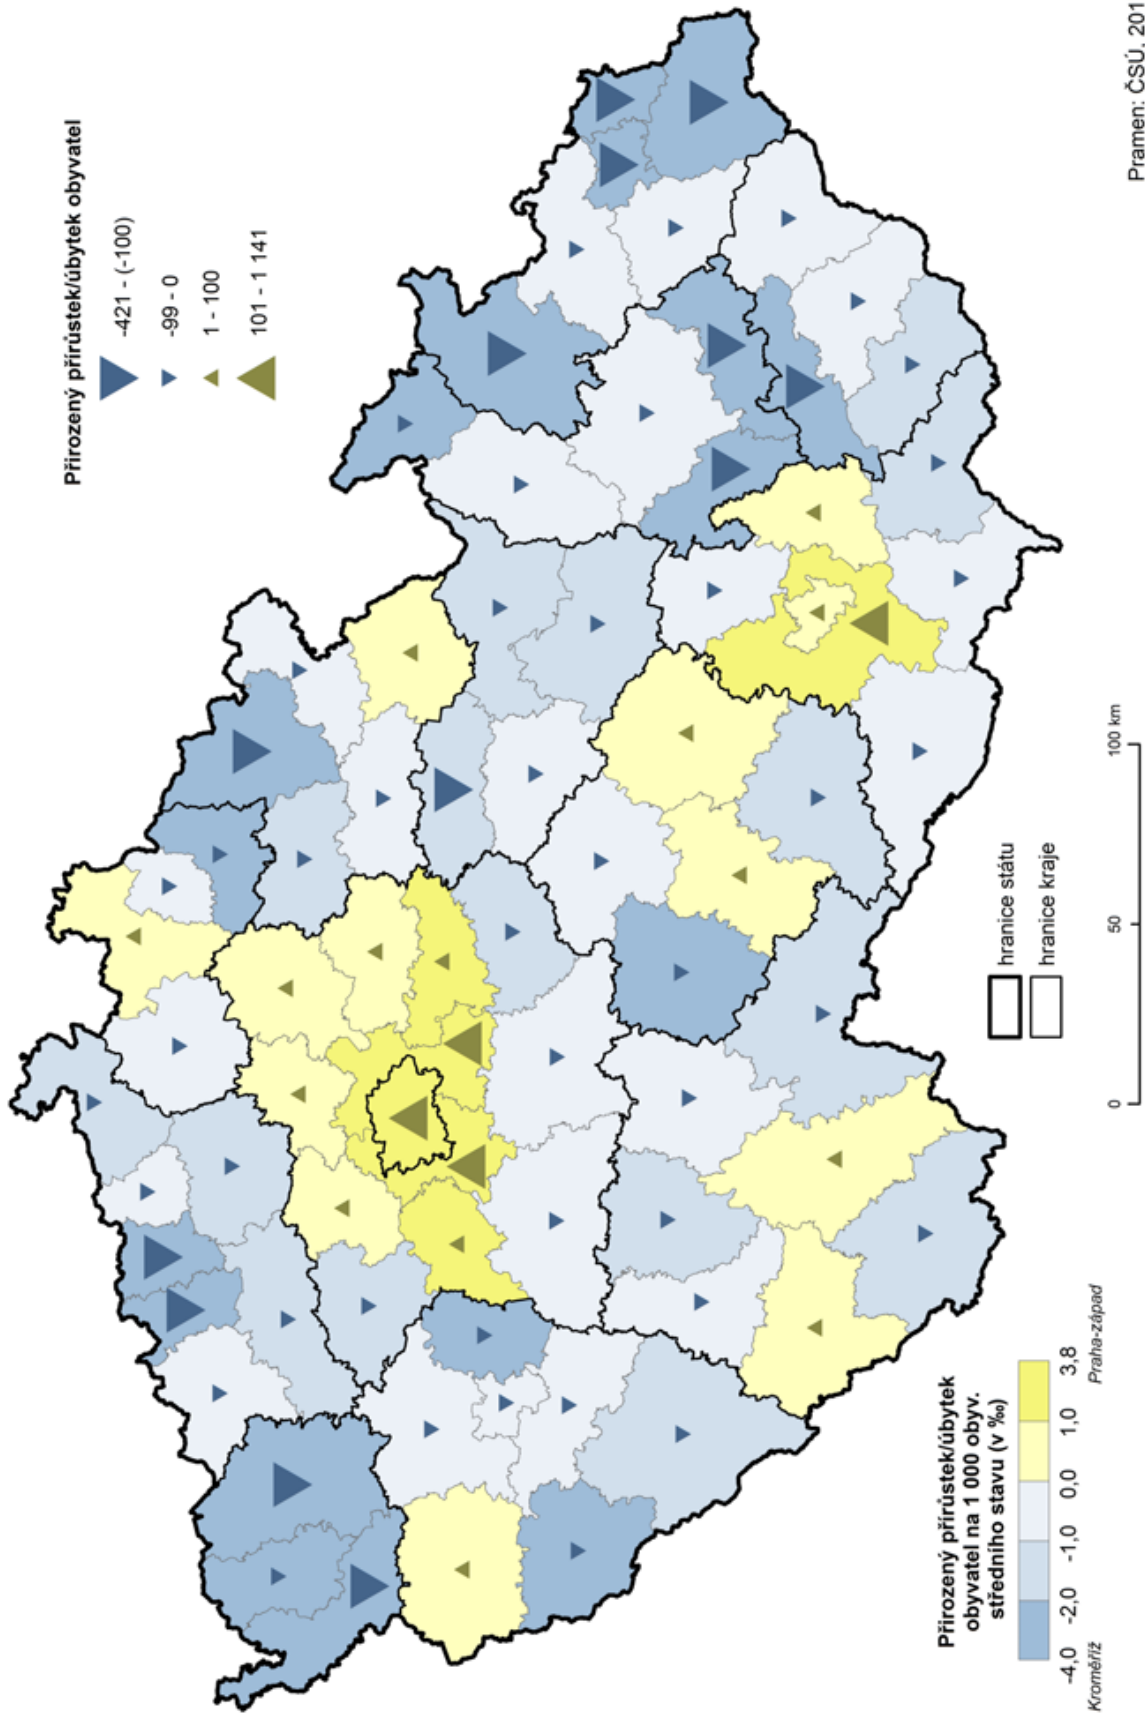 Přirozený přírůstek/úbytek obyvatel
-421 - (-100)
-99 - 0
1 - 100
101 - 1 141
Přirozený přírůstek/úbytek
obyvatel na 1 000 obyv.
středního stavu (v ‰)
-4,0 -2,0 -1,0 0,0 1,0 3,8
Kroměříž Praha-západ
hranice státu
hranice kraje
0 50 100 km
Pramen: ČSÚ, 201